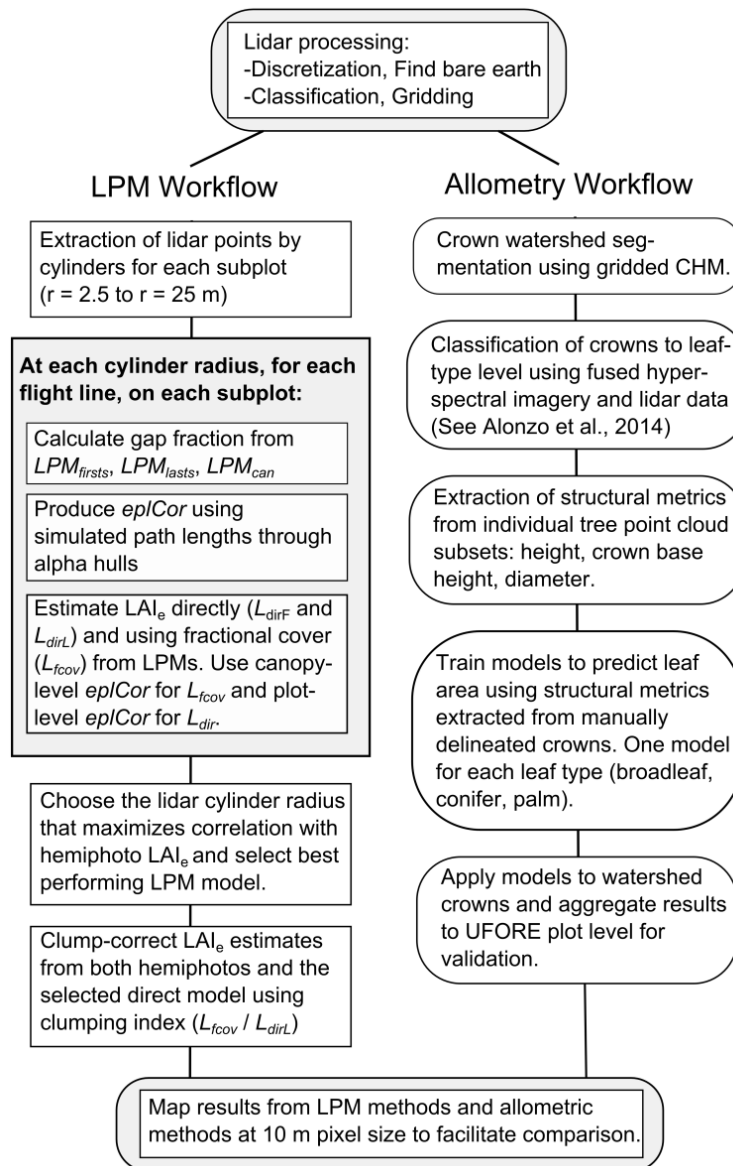 Lidar processing:
-Discretization, Find bare earth
-Classification, Gridding
LPM Workflow
Extraction of lidar points by
cylinders for each subplot
(r = 2.5 to r = 25 m)
At each cylinder radius, for each
flight line, on each subplot:
Calculate gap fraction from
LPMfirsts, LPMlasts, LPMcan
Produce eplCor using
simulated path lengths through
alpha hulls
Estimate LAIe directly (LdirF and
LdirL) and using fractional cover
(Lfcov) from LPMs. Use canopy-
level eplCor for Lfcov and plot-
level eplCor for Ldir.
Choose the lidar cylinder radius
that maximizes correlation with
hemiphoto LAIe and select best
performing LPM model.
Clump-correct LAIe estimates
from both hemiphotos and the
selected direct model using
clumping index (Lfcov / LdirL)
Allometry Workflow
Crown watershed seg-
mentation using gridded CHM.
Classification of crowns to leaf-
type level using fused hyper-
spectral imagery and lidar data
(See Alonzo et al., 2014)
Extraction of structural metrics
from individual tree point cloud
subsets: height, crown base
height, diameter.
Train models to predict leaf
area using structural metrics
extracted from manually
delineated crowns. One model
for each leaf type (broadleaf,
conifer, palm).
Apply models to watershed
crowns and aggregate results
to UFORE plot level for
validation.
Map results from LPM methods and allometric
methods at 10 m pixel size to facilitate comparison.